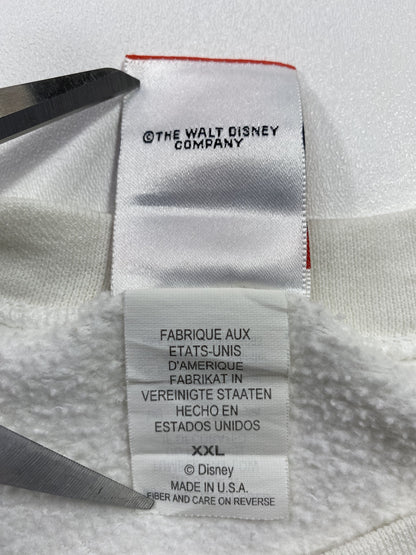 ©THE WALT DISNEY
COMPANY
FABRIQUE AUX
ETATS-UNIS
D'AMERIQUE
FABRIKAT IN
VEREINIGTE STAATEN
HECHO EN
ESTADOS UNIDOS
XXL
© Disney
MADE IN U.S.A.
FIBER AND CARE ON REVERSE